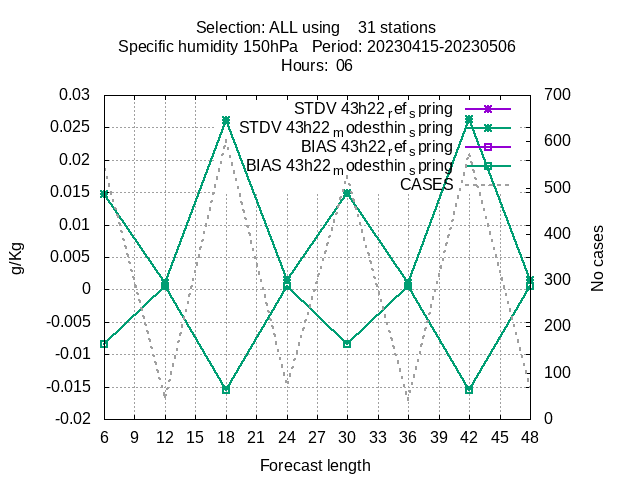 Selection: ALL using    31 stations
Specific humidity 150hPa   Period: 20230415-20230506
Hours:  06
STDV 43h22_ref_spring
STDV 43h22_modesthin_spring
BIAS 43h22_ref_spring
BIAS 43h22_modesthin_spring
CASES
0.03
0.025
0.02
0.015
0.01
0.005
0
-0.005
-0.01
-0.015
-0.02
g/Kg
700
600
500
400
300
200
100
0
No cases
6 9 12 15 18 21 24 27 30 33 36 39 42 45 48
Forecast length